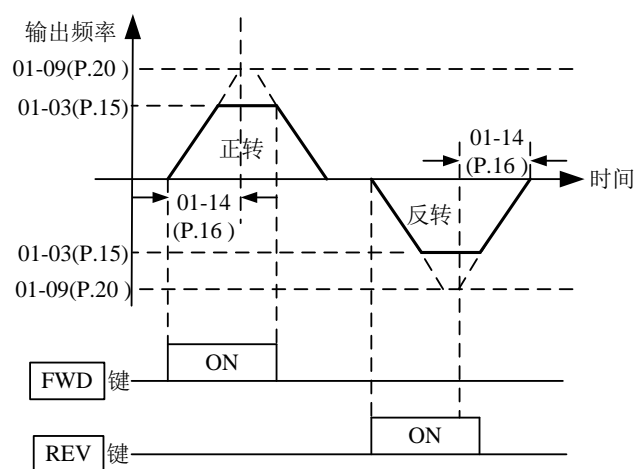 输出频率
01-09(P.20 )
01-03(P.15)
正转
01-14
(P.16 )
时间
01-14
(P.16 )
反转
01-03(P.15)
01-09(P.20 )
ON
FWD 键
ON
REV 键